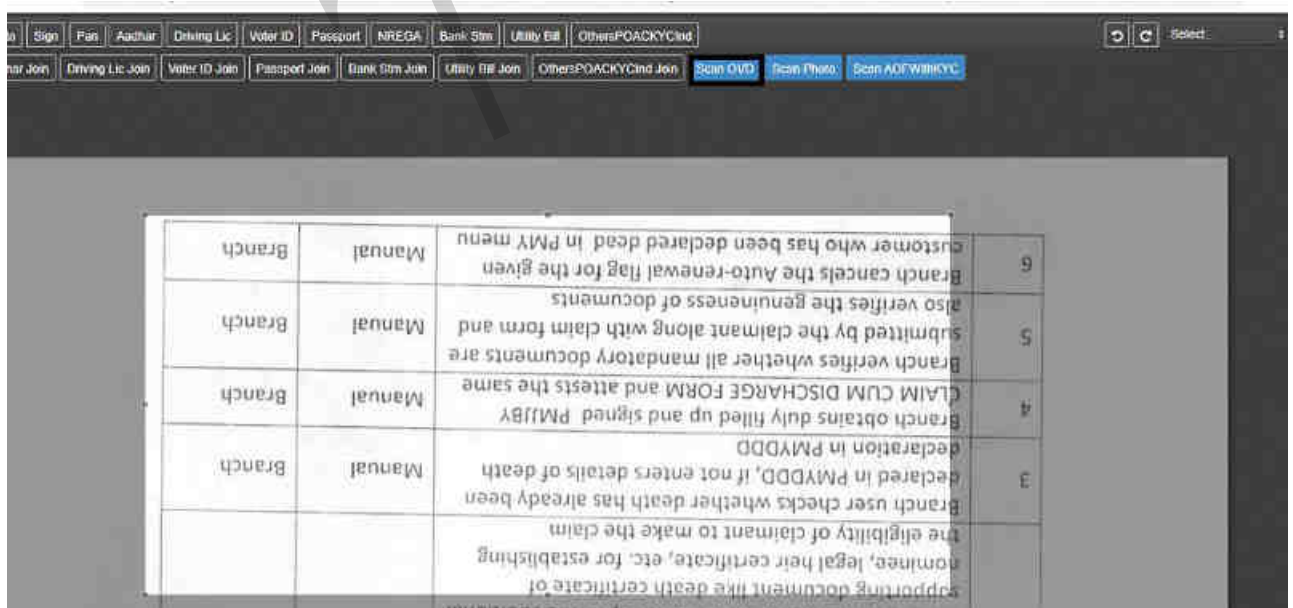 Sign Pan Aadhar Driving Lic Voter ID Passport NREGA Bank Stm Utility Bill OthersPOACKYCInd Select
Join Driving Lic Join Voter ID Join Passport Join Bank Stm Join Utility Bill Join OthersPOACKYCInd Join Scan OVD Scan Photo Scan AOFWithKYC
supporting document like death certificate of
nominee, legal heir certificate, etc. for establishing
the eligibility of claimant to make the claim
Branch user checks whether death has already been
3 declared in PMYDDD, if not enters details of death Manual Branch
declaration in PMYDDD
Branch obtains duly filled up and signed PMJJBY
4 CLAIM CUM DISCHARGE FORM and attests the same Manual Branch
Branch verifies whether all mandatory documents are
5 submitted by the claimant along with claim form and Manual Branch
also verifies the genuineness of documents
Branch cancels the Auto-renewal flag for the given
6 customer who has been declared dead in PMY menu Manual Branch